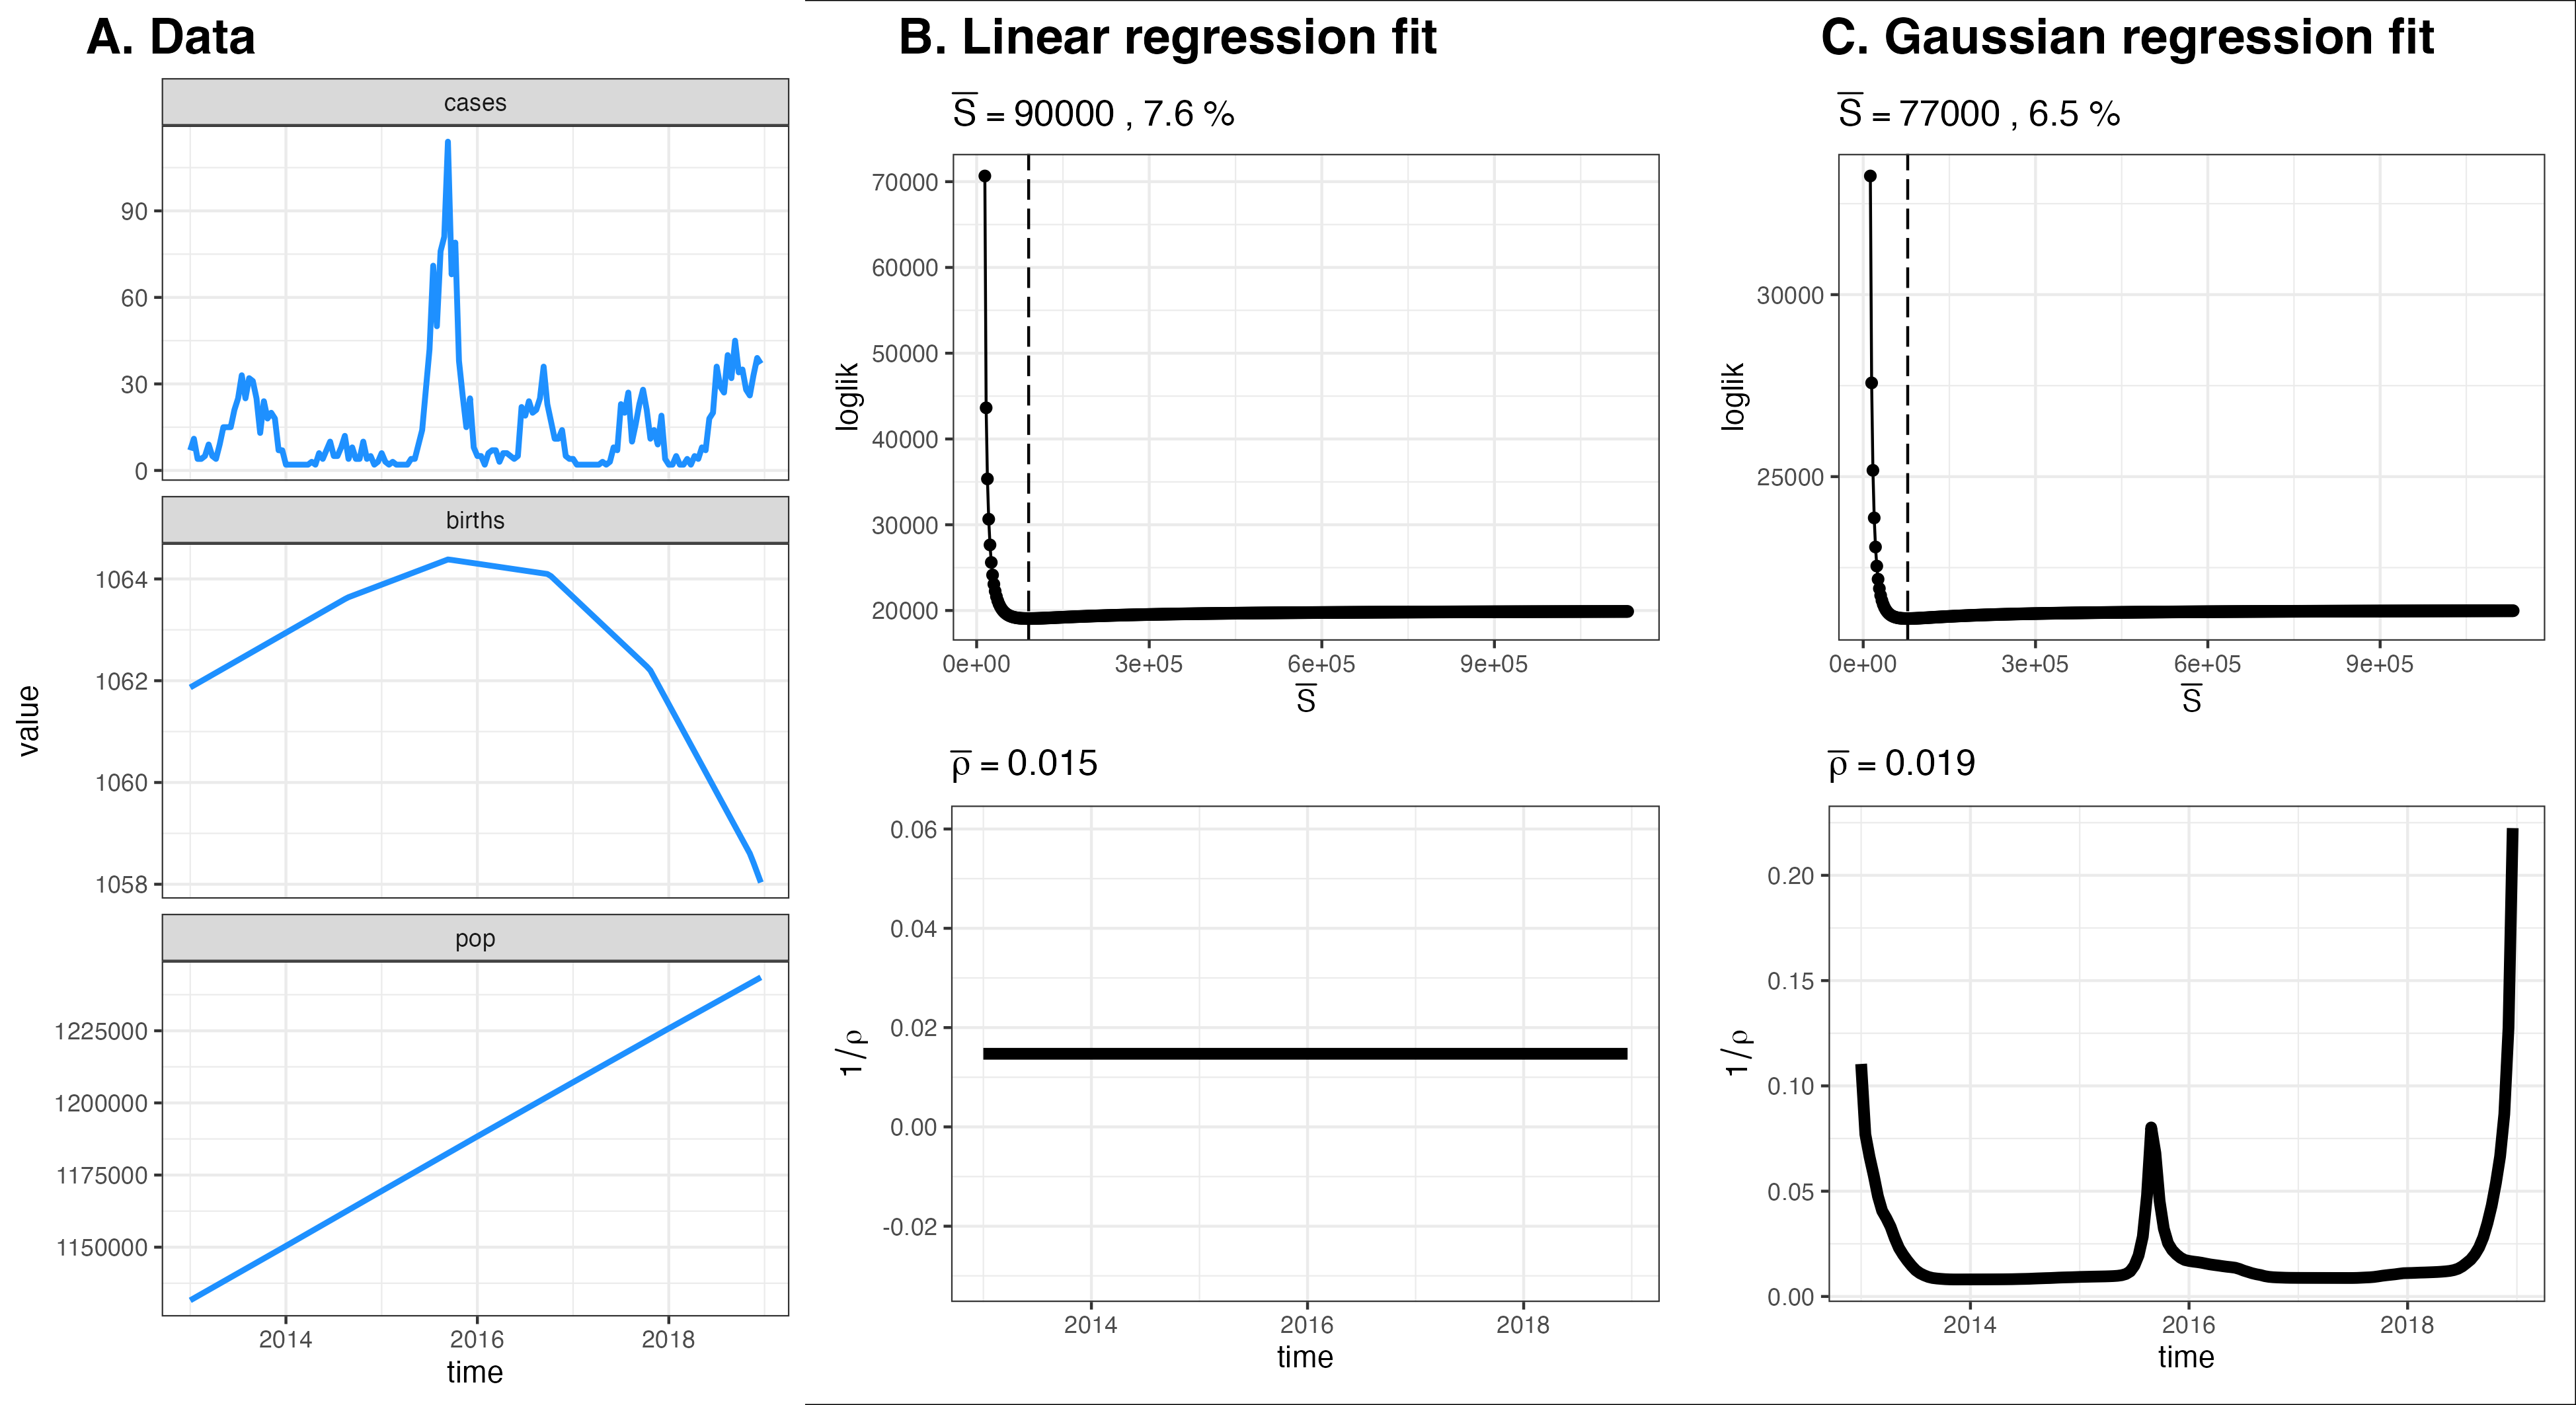 A. Data
cases
90
60
30
0
births
1064
1062
1060
1058
pop
1225000
1200000
1175000
1150000
2014 2016 2018
time
value
B. Linear regression fit
S̅ = 90000 , 7.6 %
70000
60000
50000
40000
30000
20000
loglik
0e+00 3e+05 6e+05 9e+05
S̅
ρ̅ = 0.015
0.06
0.04
0.02
0.00
-0.02
1/ρ
2014 2016 2018
time
C. Gaussian regression fit
S̅ = 77000 , 6.5 %
30000
25000
loglik
0e+00 3e+05 6e+05 9e+05
S̅
ρ̅ = 0.019
0.20
0.15
0.10
0.05
0.00
1/ρ
2014 2016 2018
time